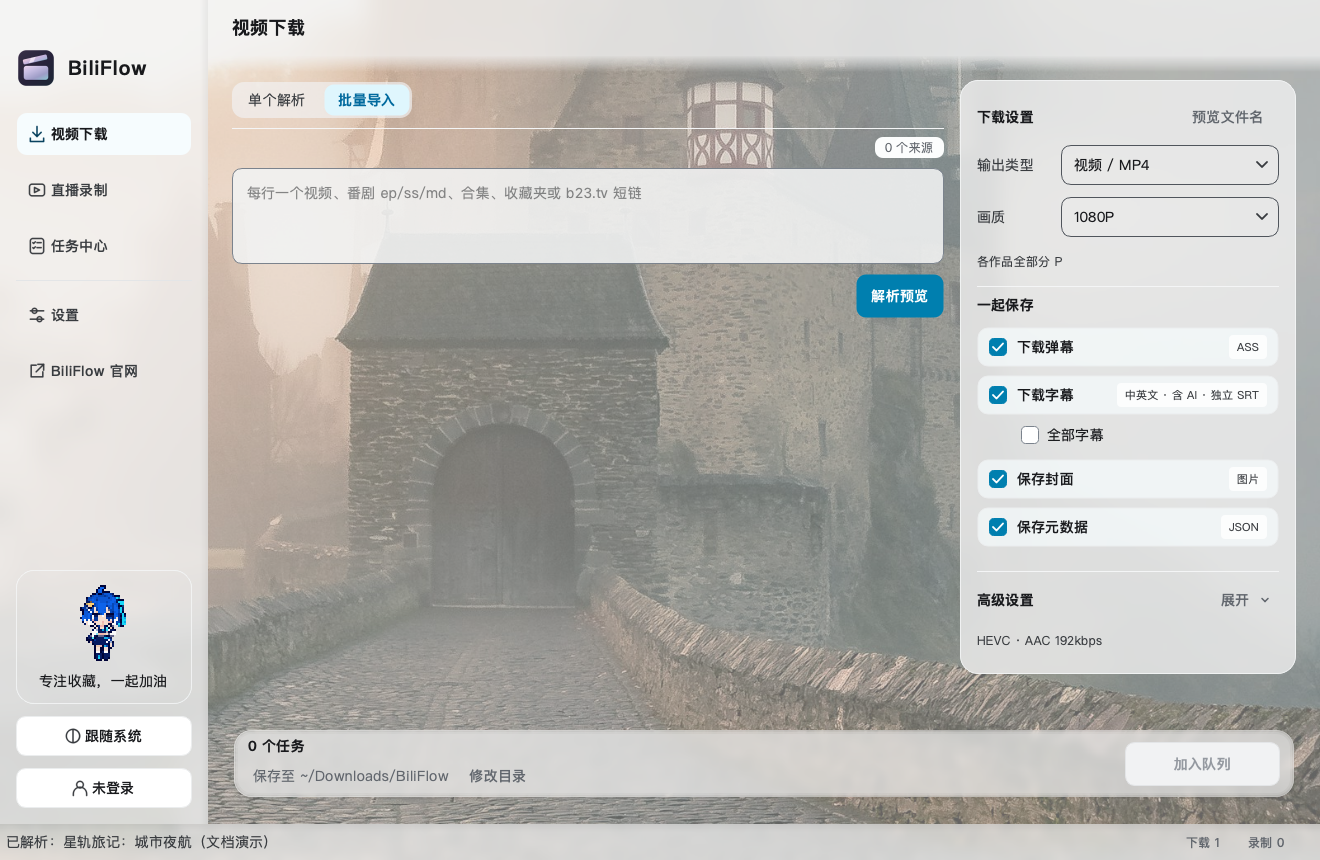 视频下载
BiliFlow
视频下载
直播录制
任务中心
设置
BiliFlow 官网
专注收藏，一起加油
跟随系统
未登录
单个解析 批量导入
0 个来源
每行一个视频、番剧 ep/ss/md、合集、收藏夹或 b23.tv 短链
解析预览
下载设置 预览文件名
输出类型 视频 / MP4
画质 1080P
各作品全部分 P
一起保存
下载弹幕 ASS
下载字幕 中英文 · 含 AI · 独立 SRT
全部字幕
保存封面 图片
保存元数据 JSON
高级设置 展开
HEVC · AAC 192kbps
0 个任务
保存至 ~/Downloads/BiliFlow 修改目录
加入队列
已解析：星轨旅记：城市夜航（文档演示） 下载 1 录制 0